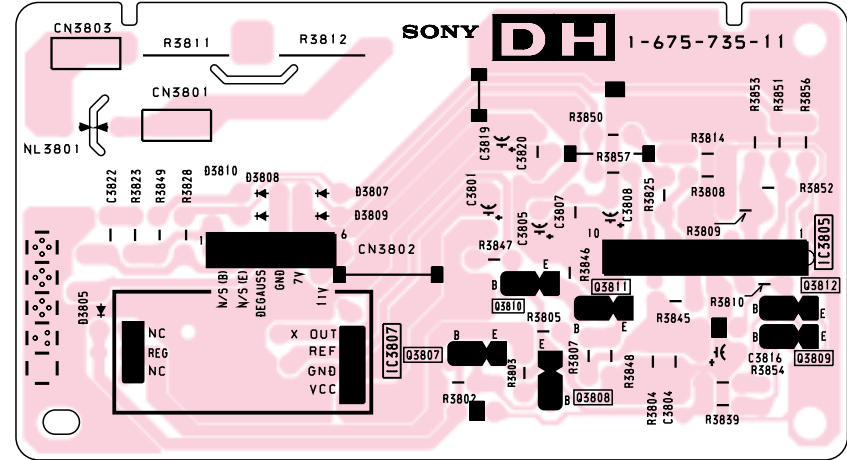 CN3803
R3811
R3812
SONY
DH
1-675-735-11
CN3801
NL3801
R3853
R3851
R3856
R3850
C3819
C3820
R3857
R3814
C3822
R3823
R3849
R3828
D3810
D3808
D3807
D3809
C3801
C3805
C3807
C3808
R3825
R3808
R3852
R3809
1
6
CN3802
R3847
10
1
IC3805
N/S(B)
N/S(E)
DEGAUSS
GND
7V
11V
R3846
B
E
Q3810
Q3811
B
E
R3810
Q3812
B
E
D3805
NC
REG
NC
X OUT
REF
GND
VCC
IC3807
Q3807
B
E
R3805
E
R3845
B
E
Q3809
C3816
R3854
R3803
R3807
R3848
R3802
B
Q3808
R3804
C3804
R3839